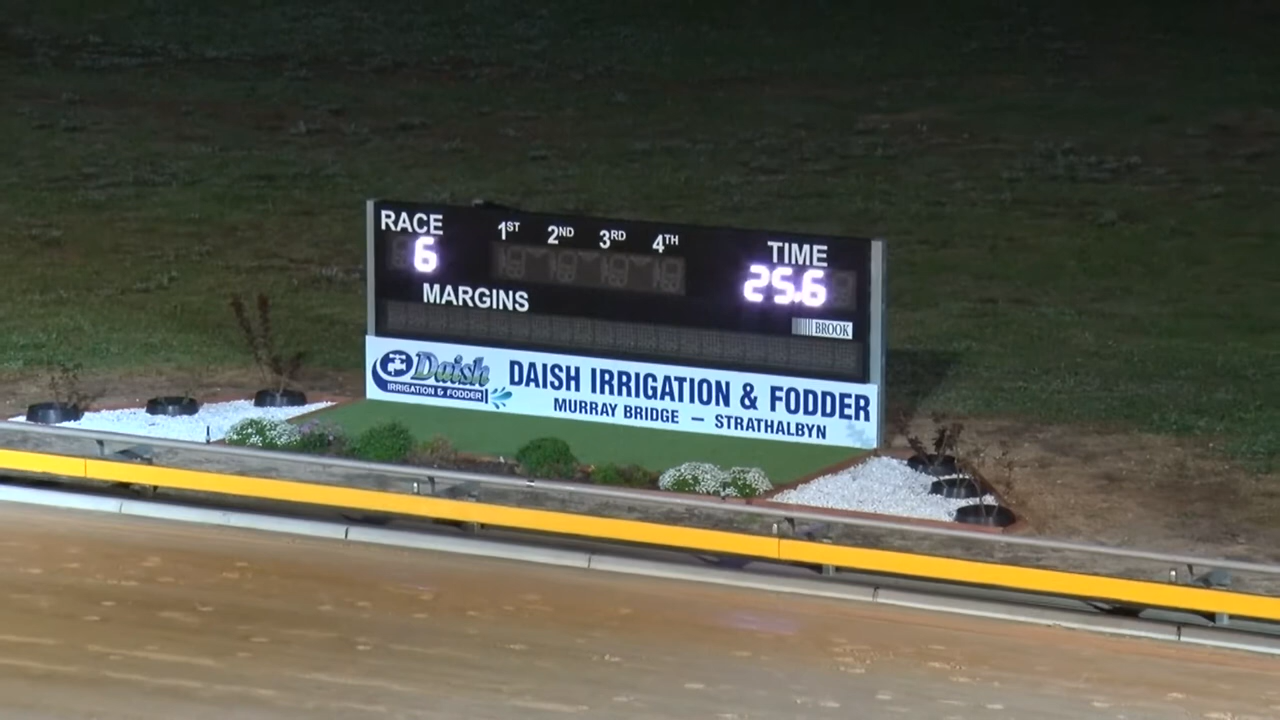 RACE 1ST 2ND 3RD 4TH TIME
6 25.6
MARGINS
BROOK
Daish
IRRIGATION & FODDER
DAISH IRRIGATION & FODDER
MURRAY BRIDGE – STRATHALBYN